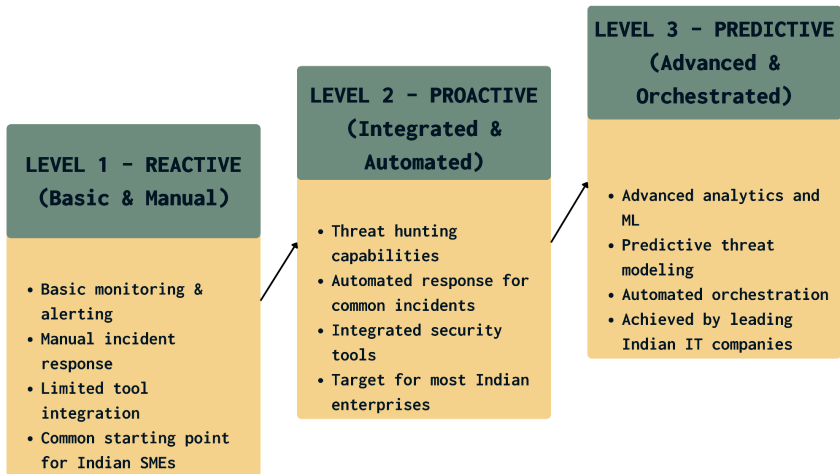 LEVEL 1 – REACTIVE
(Basic & Manual)
• Basic monitoring &
alerting
• Manual incident
response
• Limited tool
integration
• Common starting point
for Indian SMEs
LEVEL 2 – PROACTIVE
(Integrated &
Automated)
• Threat hunting
capabilities
• Automated response for
common incidents
• Integrated security
tools
• Target for most Indian
enterprises
LEVEL 3 – PREDICTIVE
(Advanced &
Orchestrated)
• Advanced analytics and
ML
• Predictive threat
modeling
• Automated orchestration
• Achieved by leading
Indian IT companies